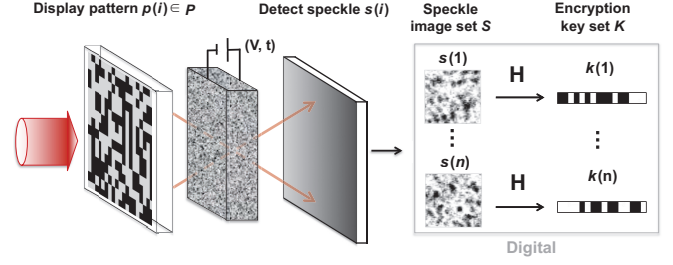 Display pattern p(i)∈ P
Detect speckle s(i)
Speckle
image set S
Encryption
key set K
(V, t)
s(1)
H
k(1)
s(n)
H
k(n)
Digital